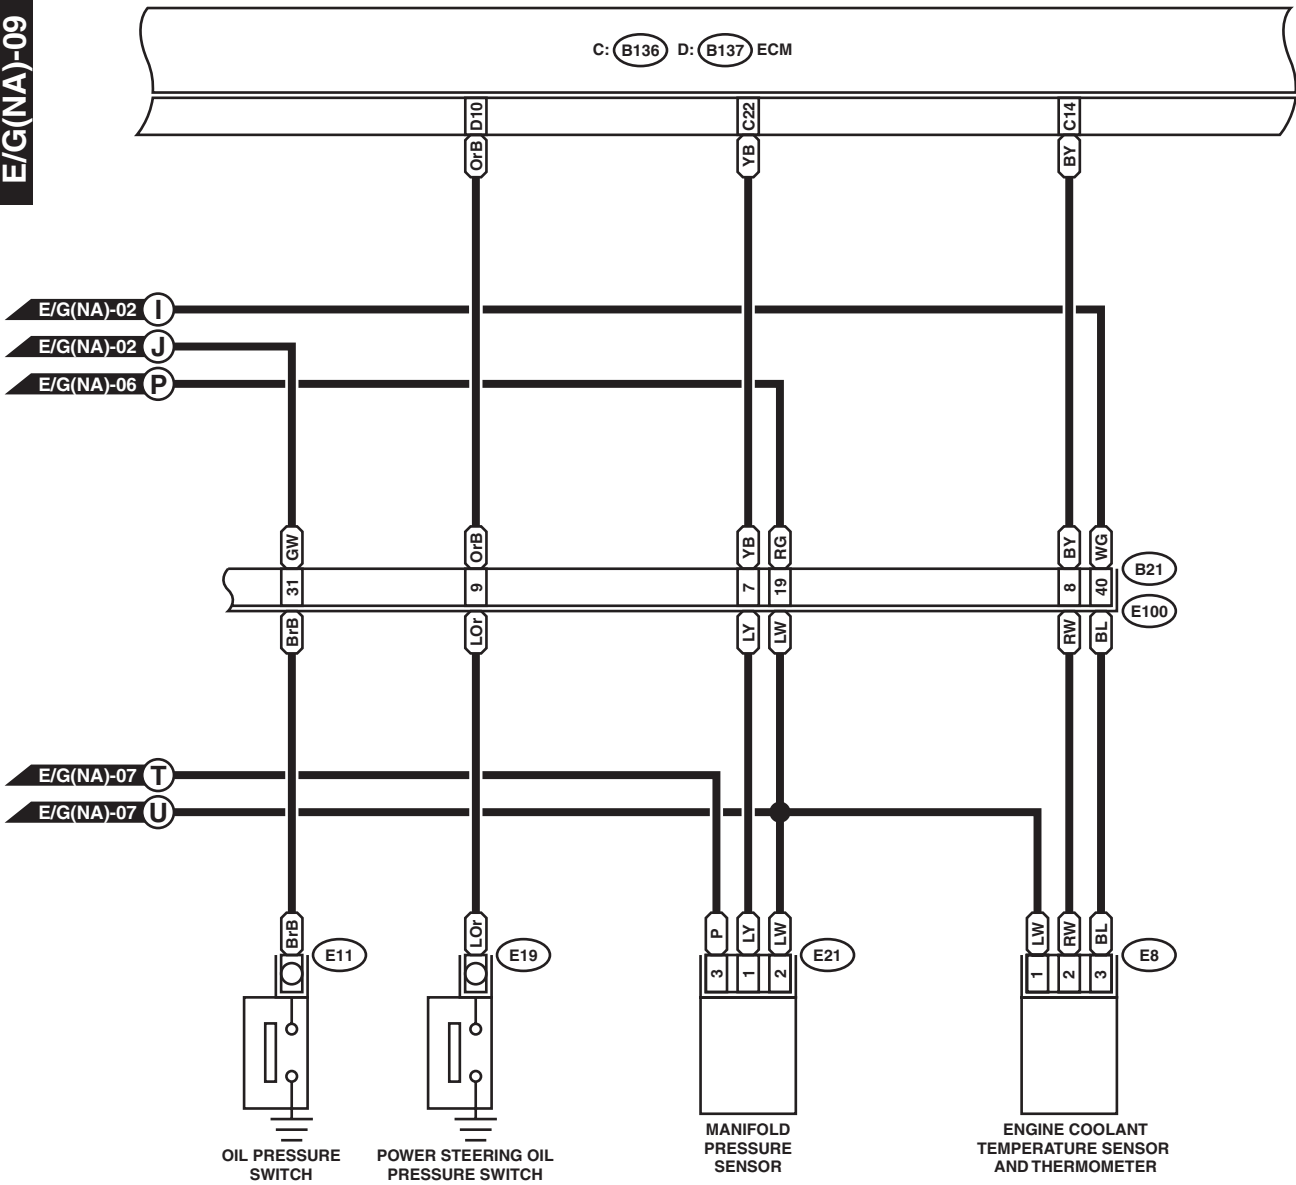 E/G(NA)-09
C: B136 D: B137 ECM
D10 C22 C14
OrB YB BY
E/G(NA)-02 I
E/G(NA)-02 J
E/G(NA)-06 P
GW OrB YB RG BY WG
31 9 7 19 8 40 B21
E100
BrB LOr LY LW RW BL
E/G(NA)-07 T
E/G(NA)-07 U
BrB LOr P LY LW LW RW BL
E11 E19 E21 E8
3 1 2 1 2 3
OIL PRESSURE
SWITCH
POWER STEERING OIL
PRESSURE SWITCH
MANIFOLD
PRESSURE
SENSOR
ENGINE COOLANT
TEMPERATURE SENSOR
AND THERMOMETER